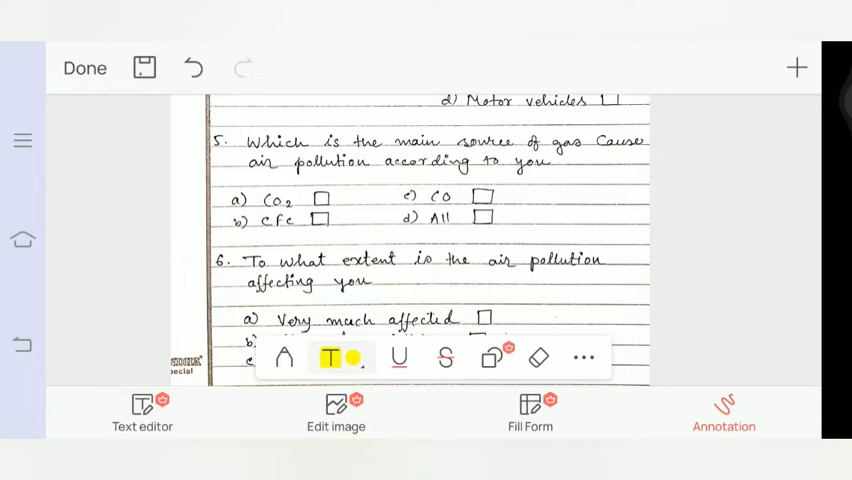 Done
d) Motor vehicles
5. Which is the main source of gas Cause
air pollution according to you
a) CO2 c) CO
b) CFC d) All
6. To what extent is the air pollution
affecting you
a) Very much affected
b)
c
pecial
T U S
Text editor Edit image Fill Form Annotation